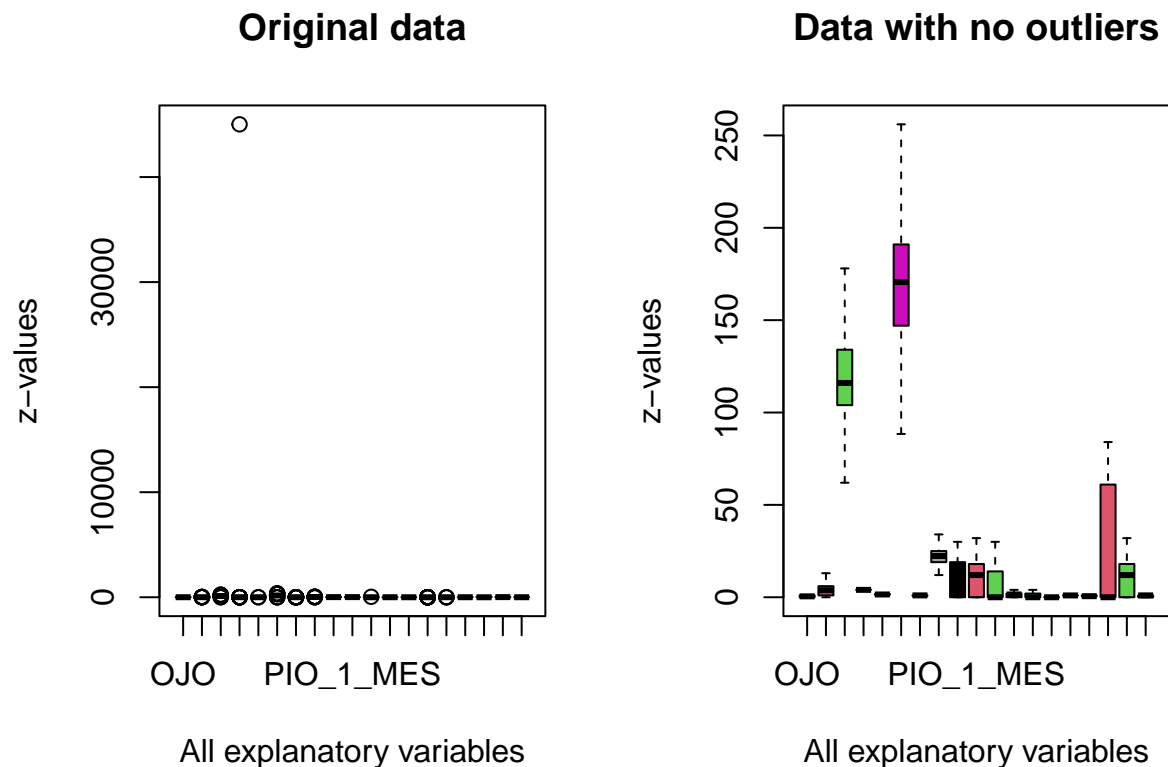 Original data
z−values
0
10000
30000
OJO
PIO_1_MES
All explanatory variables
Data with no outliers
z−values
0
50
100
150
200
250
OJO
PIO_1_MES
All explanatory variables